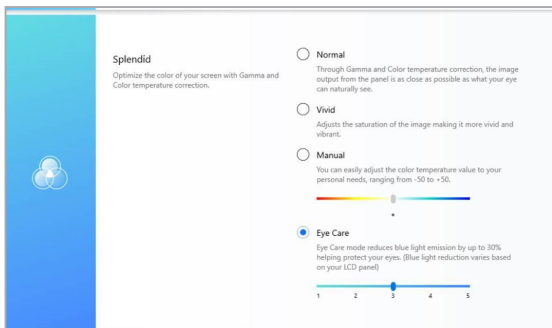 Splendid
Optimize the color of your screen with Gamma and
Color temperature correction.
Normal
Through Gamma and Color temperature correction, the image
output from the panel is as close as possible as what your eye
can naturally see.
Vivid
Adjusts the saturation of the image making it more vivid and
vibrant.
Manual
You can easily adjust the color temperature value to your
personal needs, ranging from -50 to +50.
Eye Care
Eye Care mode reduces blue light emission by up to 30%
helping protect your eyes. (Blue light reduction varies based
on your LCD panel)
1 2 3 4 5